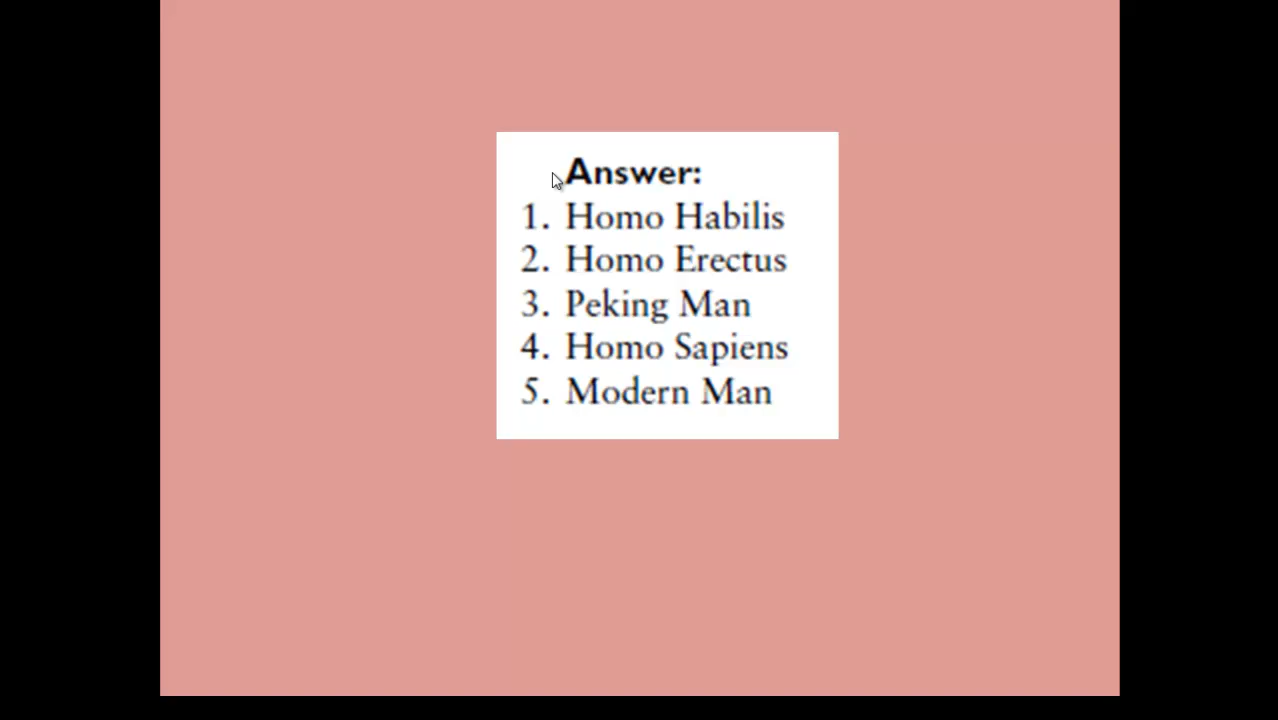 Answer:
1. Homo Habilis
2. Homo Erectus
3. Peking Man
4. Homo Sapiens
5. Modern Man